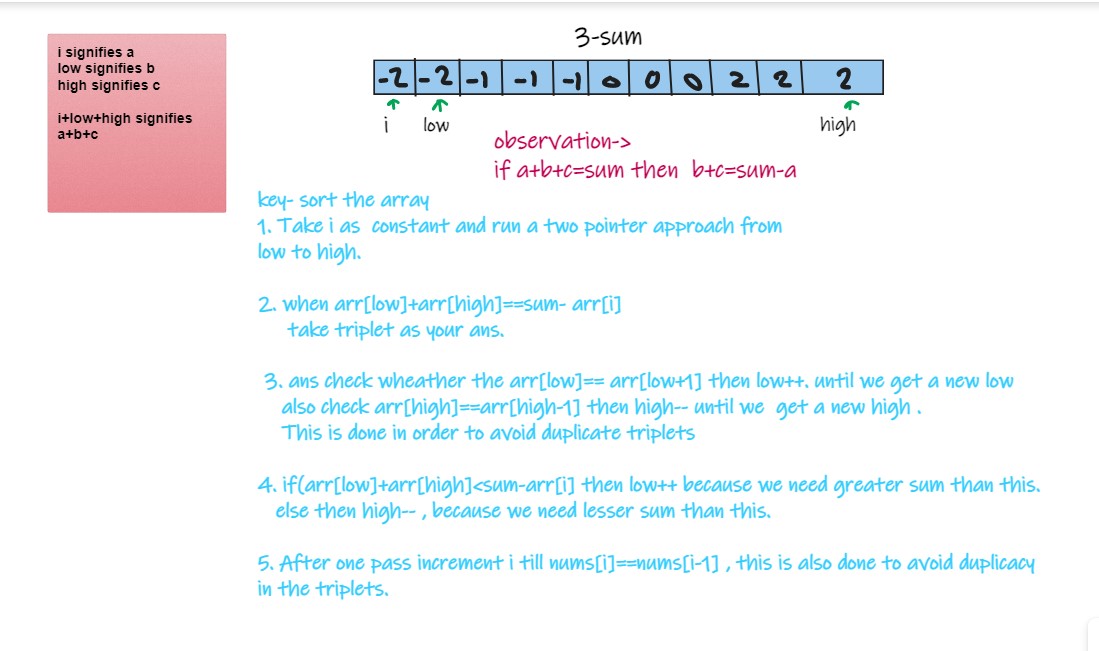 i signifies a
low signifies b
high signifies c
i+low+high signifies
a+b+c
3-sum
-2 -2 -1 -1 -1 0 0 0 2 2 2
i low high
observation->
if a+b+c=sum then b+c=sum-a
key- sort the array
1. Take i as constant and run a two pointer approach from
low to high.
2. when arr[low]+arr[high]==sum- arr[i]
take triplet as your ans.
3. ans check wheather the arr[low]== arr[low+1] then low++. until we get a new low
also check arr[high]==arr[high-1] then high-- until we get a new high .
This is done in order to avoid duplicate triplets
4. if(arr[low]+arr[high]<sum-arr[i] then low++ because we need greater sum than this.
else then high-- , because we need lesser sum than this.
5. After one pass increment i till nums[i]==nums[i-1] , this is also done to avoid duplicacy
in the triplets.